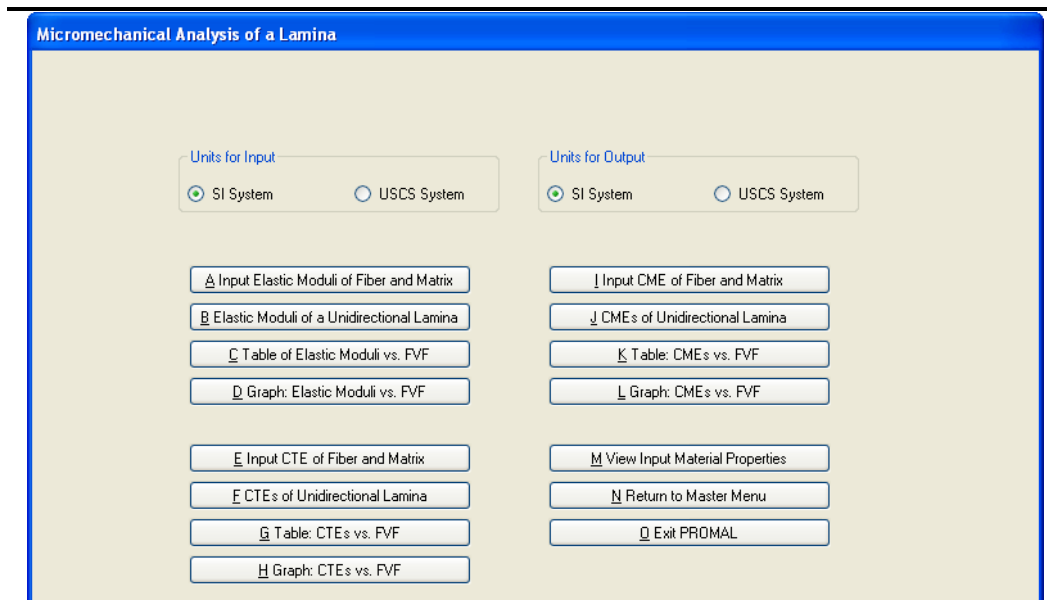 Micromechanical Analysis of a Lamina
Units for Input
SI System
USCS System
Units for Output
SI System
USCS System
A Input Elastic Moduli of Fiber and Matrix
B Elastic Moduli of a Unidirectional Lamina
C Table of Elastic Moduli vs. FVF
D Graph: Elastic Moduli vs. FVF
E Input CTE of Fiber and Matrix
F CTEs of Unidirectional Lamina
G Table: CTEs vs. FVF
H Graph: CTEs vs. FVF
I Input CME of Fiber and Matrix
J CMEs of Unidirectional Lamina
K Table: CMEs vs. FVF
L Graph: CMEs vs. FVF
M View Input Material Properties
N Return to Master Menu
O Exit PROMAL